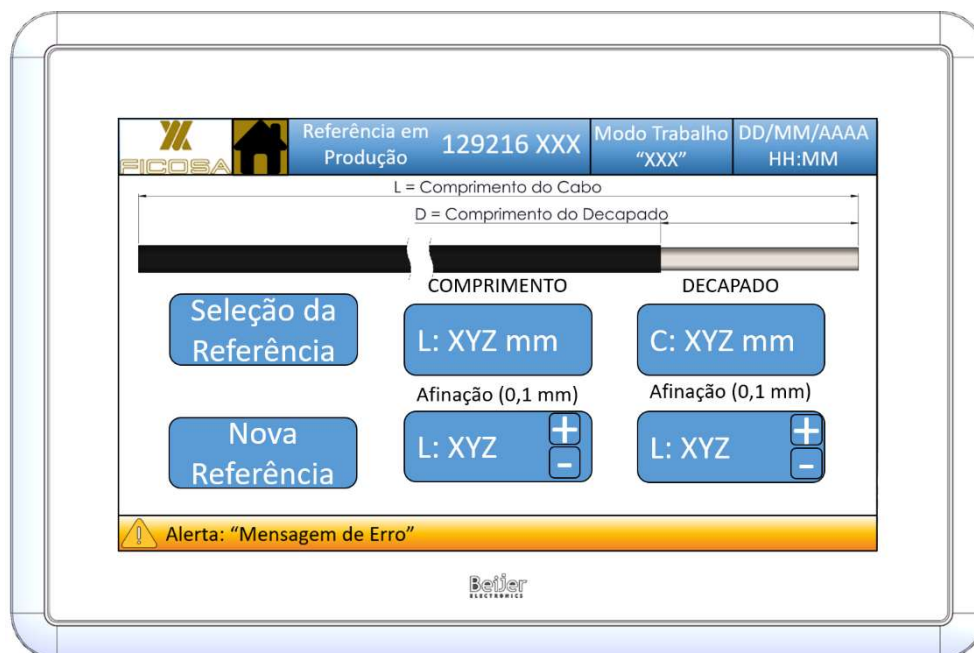 FICOSA
Referência em
Produção
129216 XXX
Modo Trabalho
“XXX”
DD/MM/AAAA
HH:MM
L = Comprimento do Cabo
D = Comprimento do Decapado
COMPRIMENTO
DECAPADO
Seleção da
Referência
L: XYZ mm
C: XYZ mm
Afinação (0,1 mm)
Afinação (0,1 mm)
Nova
Referência
L: XYZ
+
-
L: XYZ
+
-
Alerta: “Mensagem de Erro”
Beijer
ELECTRONICS